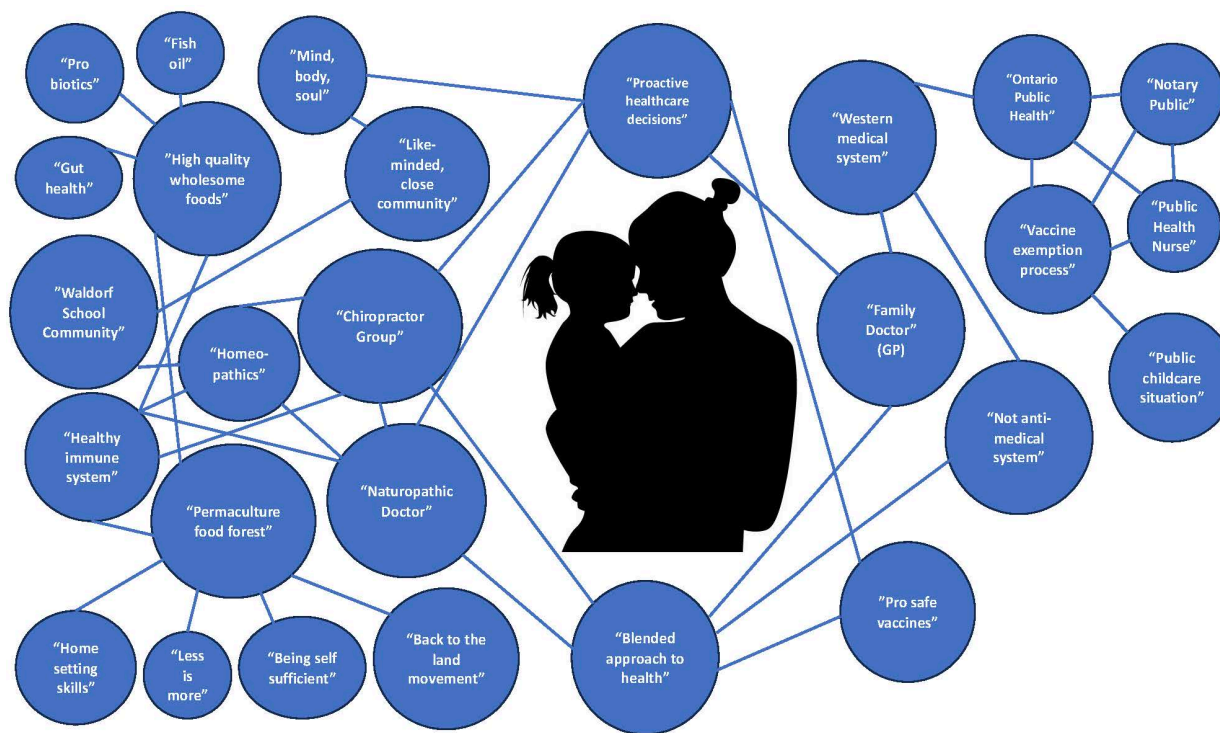 ”Pro
biotics”
“Fish
oil”
”Mind,
body,
soul”
“Gut
health”
”High quality
wholesome
foods”
”Like-
minded,
close
community”
”Waldorf
School
Community”
“Homeo-
pathics”
“Chiropractor
Group”
“Healthy
immune
system”
“Permaculture
food forest”
“Naturopathic
Doctor”
“Home
setting
skills”
“Less
is
more”
“Being self
sufficient”
“Back to the
land
movement”
“Proactive
healthcare
decisions”
“Blended
approach to
health”
“Western
medical
system”
“Family
Doctor”
(GP)
“Not anti-
medical
system”
”Pro safe
vaccines”
“Ontario
Public
Health”
“Notary
Public”
“Vaccine
exemption
process”
“Public
Health
Nurse”
“Public
childcare
situation”